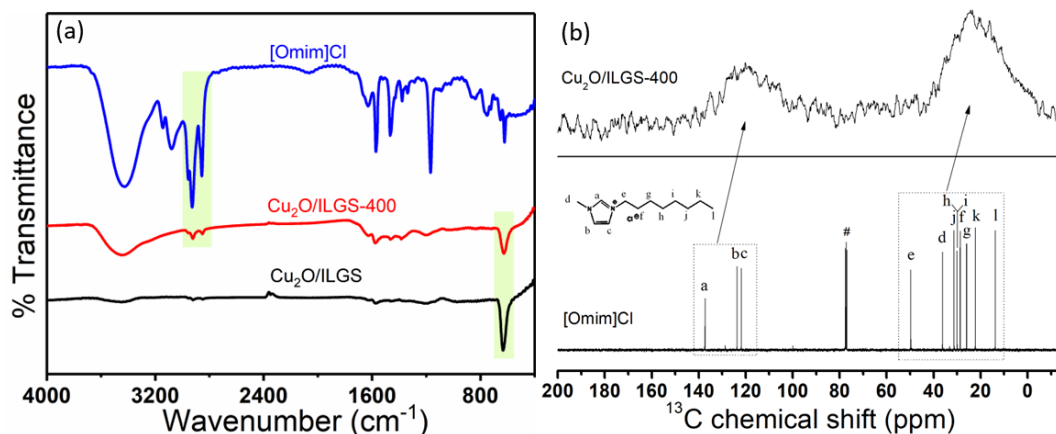 (a)
[Omim]Cl
Cu₂O/ILGS-400
Cu₂O/ILGS
% Transmittance
4000 3200 2400 1600 800
Wavenumber (cm⁻¹)
(b)
Cu₂O/ILGS-400
d a e g i k
N N + f h j l
b c Cl⊖
a
b c
#
e
d
h i
j f k
g
l
[Omim]Cl
200 180 160 140 120 100 80 60 40 20 0
¹³C chemical shift (ppm)